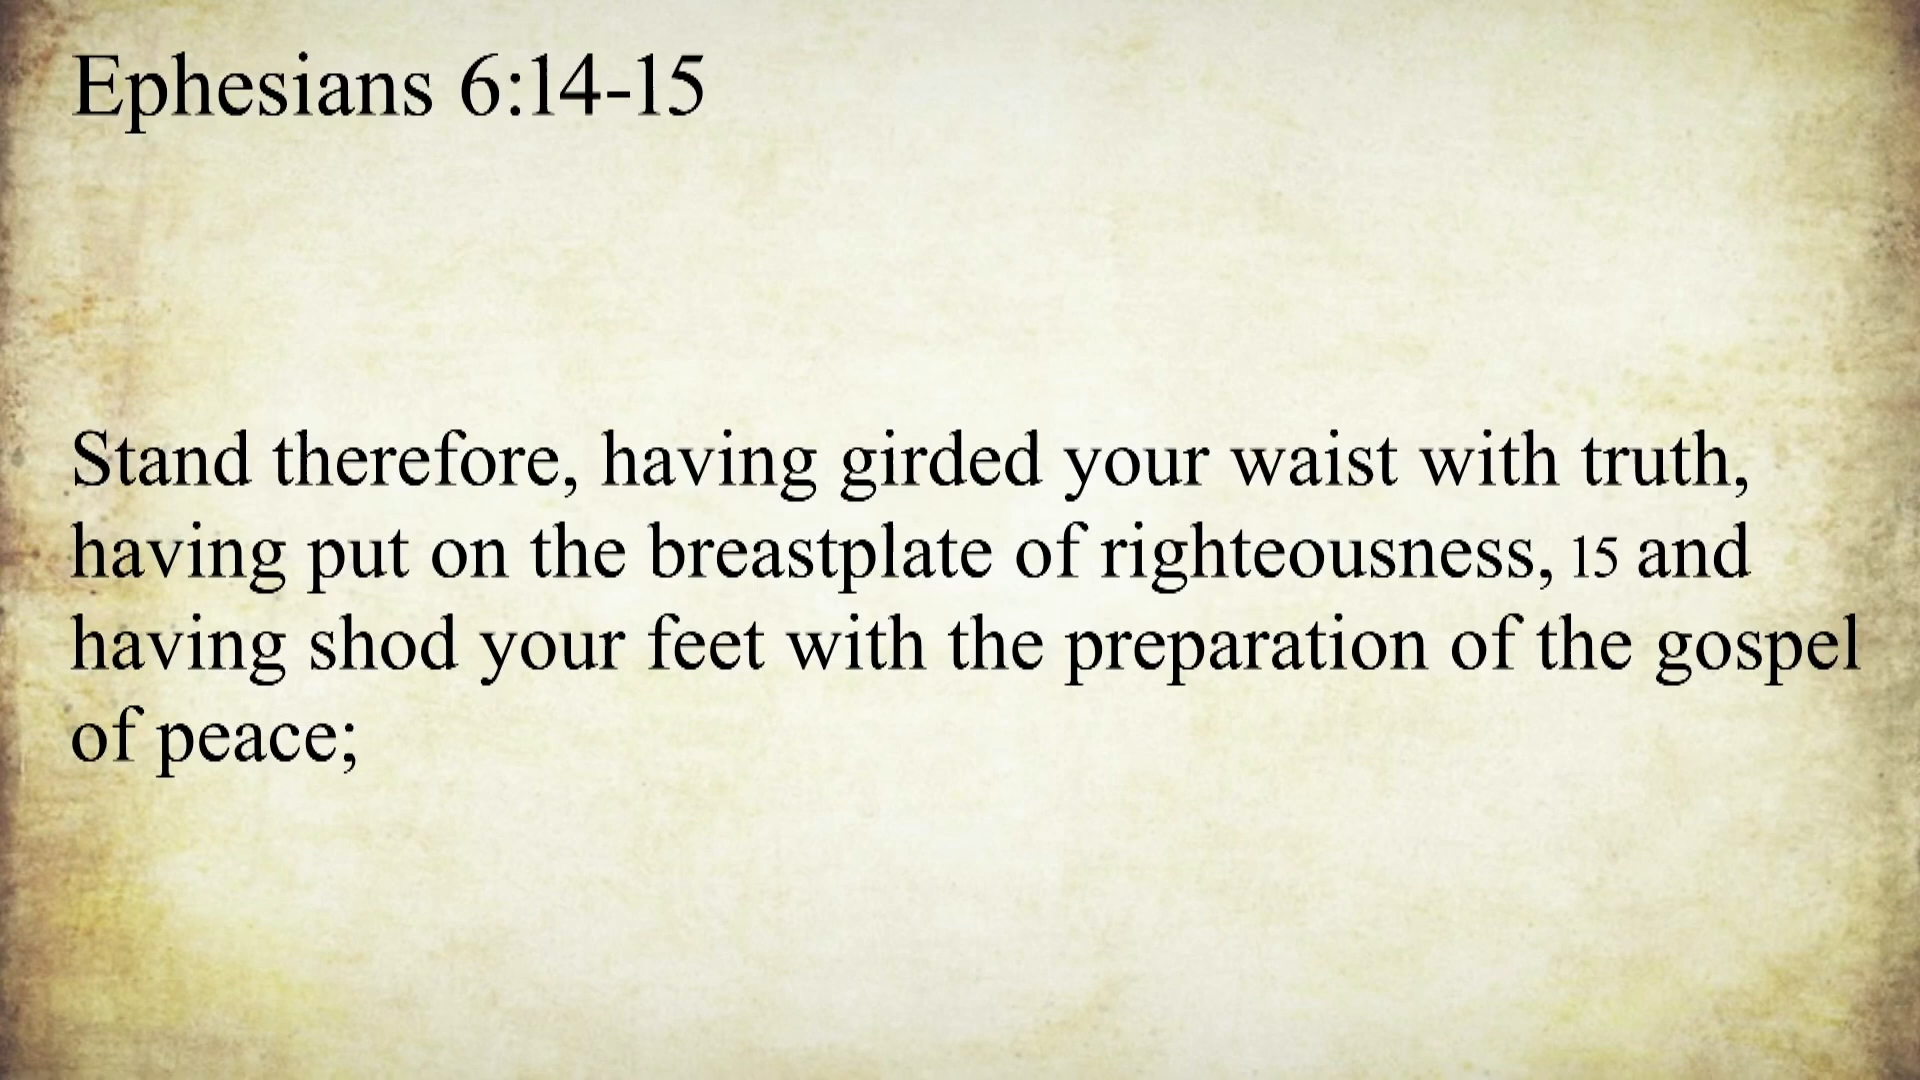 Ephesians 6:14-15
Stand therefore, having girded your waist with truth,
having put on the breastplate of righteousness, 15 and
having shod your feet with the preparation of the gospel
of peace;